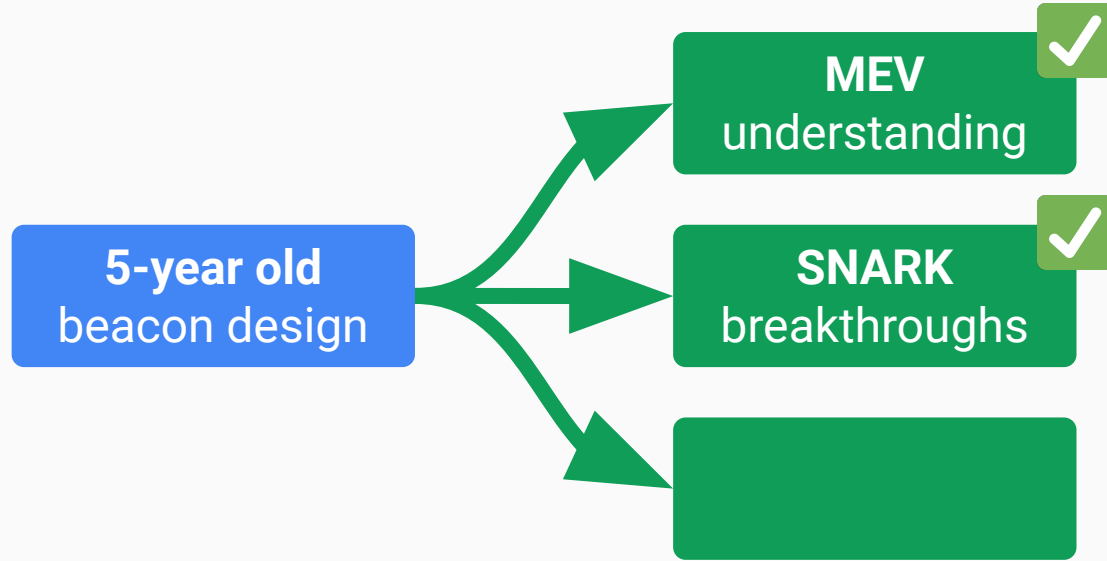 5-year old
beacon design
MEV
understanding
SNARK
breakthroughs